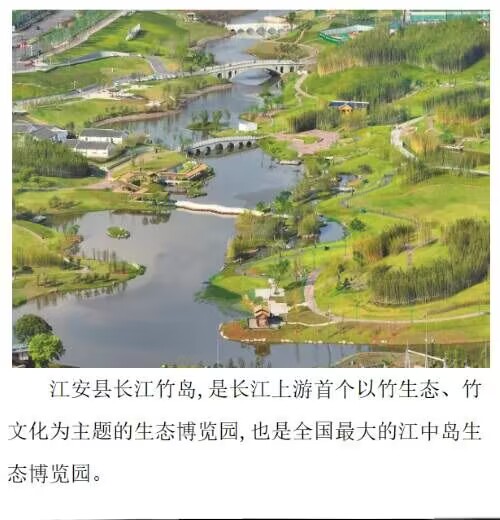 江安县长江竹岛,是长江上游首个以竹生态、竹
文化为主题的生态博览园,也是全国最大的江中岛生
态博览园。